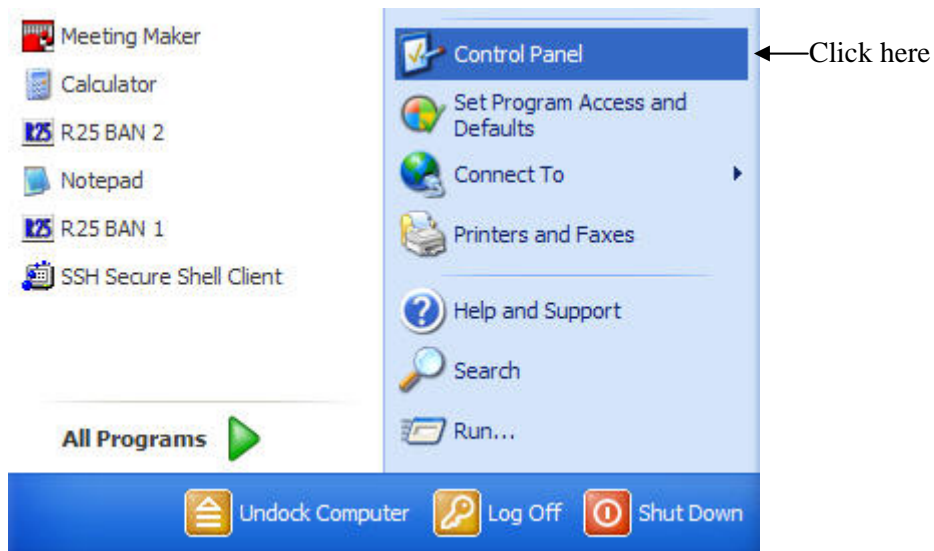 Meeting Maker
Calculator
R25 R25 BAN 2
Notepad
R25 R25 BAN 1
SSH Secure Shell Client
All Programs
Control Panel
Click here
Set Program Access and
Defaults
Connect To
Printers and Faxes
Help and Support
Search
Run...
Undock Computer
Log Off
Shut Down